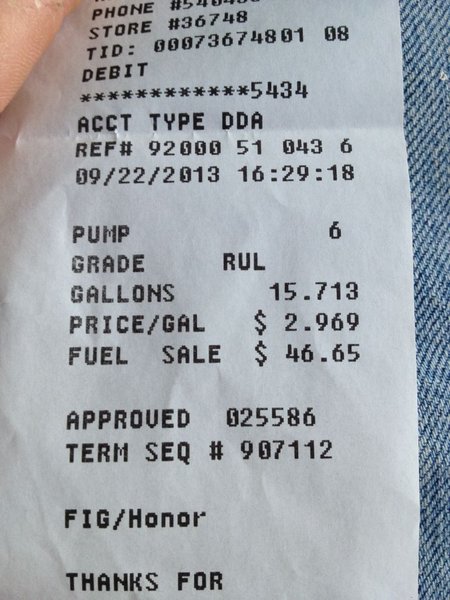 PHONE
STORE #36748
TID: 00073674801 08
DEBIT
************5434
ACCT TYPE DDA
REF# 92000 51 043 6
09/22/2013 16:29:18
PUMP 6
GRADE RUL
GALLONS 15.713
PRICE/GAL $ 2.969
FUEL SALE $ 46.65
APPROVED 025586
TERM SEQ # 907112
FIG/Honor
THANKS FOR